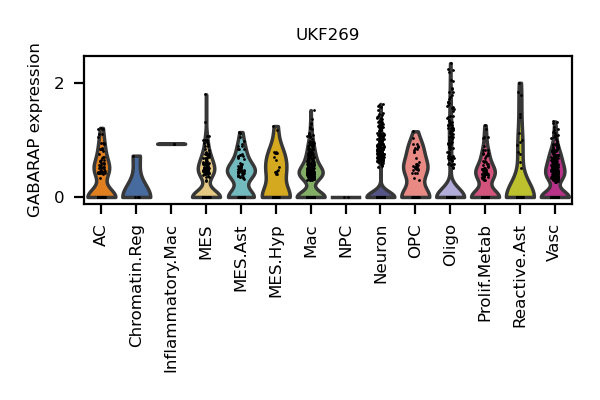 UKF269
GABARAP expression
2
0
AC
Chromatin.Reg
Inflammatory.Mac
MES
MES.Ast
MES.Hyp
Mac
NPC
Neuron
OPC
Oligo
Prolif.Metab
Reactive.Ast
Vasc